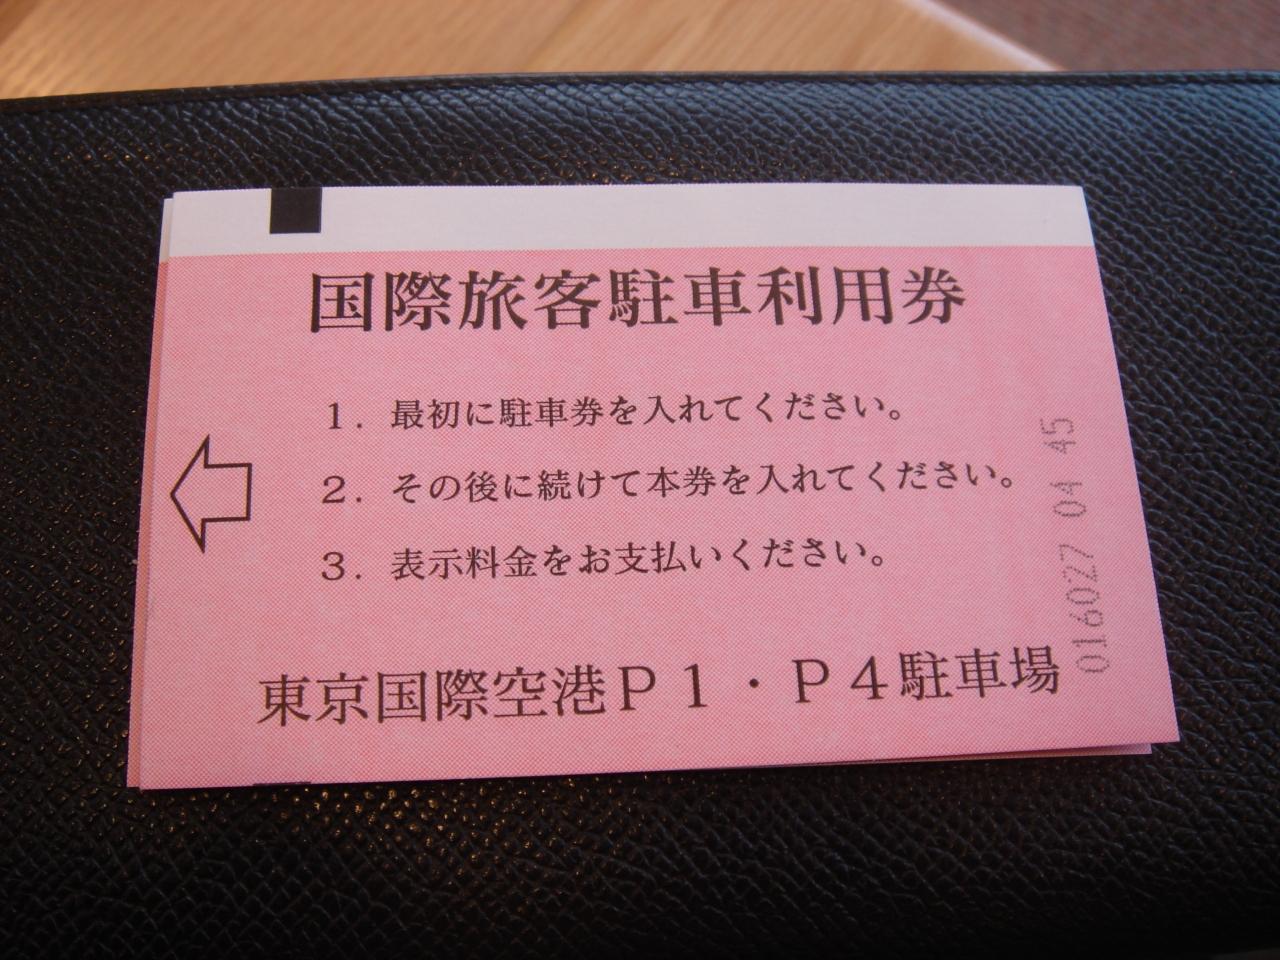 国際旅客駐車利用券
1. 最初に駐車券を入れてください。
2. その後に続けて本券を入れてください。
3. 表示料金をお支払いください。
東京国際空港P1・P4駐車場
016027 04 45